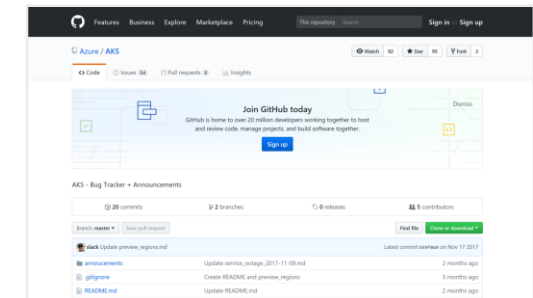 Features Business Explore Marketplace Pricing This repository Search Sign in or Sign up
Azure / AKS Watch 92 Star 95 Fork 3
Code Issues 54 Pull requests 0 Insights
Join GitHub today
Dismiss
GitHub is home to over 20 million developers working together to host
and review code, manage projects, and build software together.
Sign up
AKS - Bug Tracker + Announcements
20 commits 2 branches 0 releases 5 contributors
Branch: master New pull request Find file Clone or download
slack Update preview_regions.md Latest commit on Nov 17 2017
annoucements Update service_outage_2017-11-09.md 2 months ago
.gitignore Create README and preview_regions 3 months ago
README.md Update README.md 2 months ago